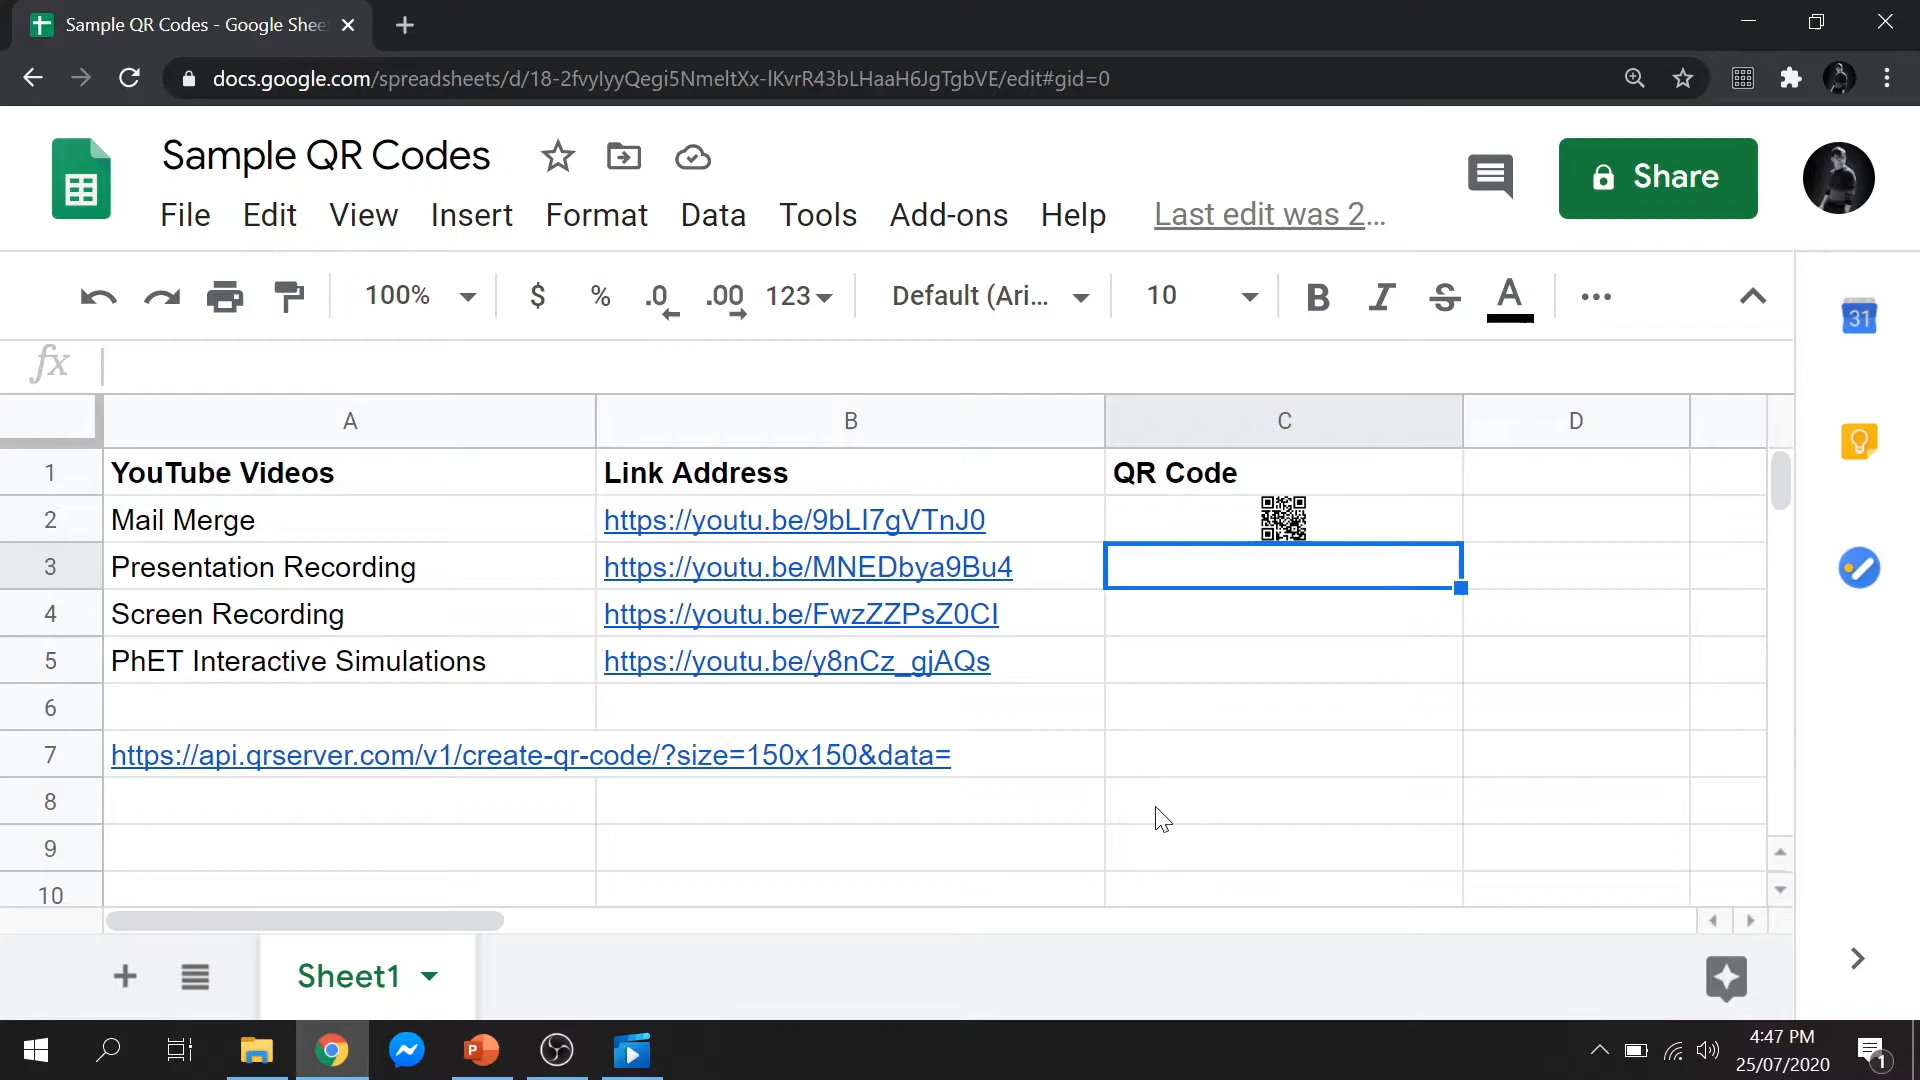 Sample QR Codes - Google Shee
docs.google.com/spreadsheets/d/18-2fvyIyyQegi5NmeltXx-lKvrR43bLHaaH6JgTgbVE/edit#gid=0
Sample QR Codes
Share
File Edit View Insert Format Data Tools Add-ons Help Last edit was 2...
100% $ % .0 .00 123 Default (Ari... 10 B I S A
31
fx
A B C D
1 YouTube Videos Link Address QR Code
2 Mail Merge https://youtu.be/9bLI7gVTnJ0
3 Presentation Recording https://youtu.be/MNEDbya9Bu4
4 Screen Recording https://youtu.be/FwzZZPsZ0CI
5 PhET Interactive Simulations https://youtu.be/y8nCz_gjAQs
6
7 https://api.qrserver.com/v1/create-qr-code/?size=150x150&data=
8
9
10
Sheet1
4:47 PM
25/07/2020
1